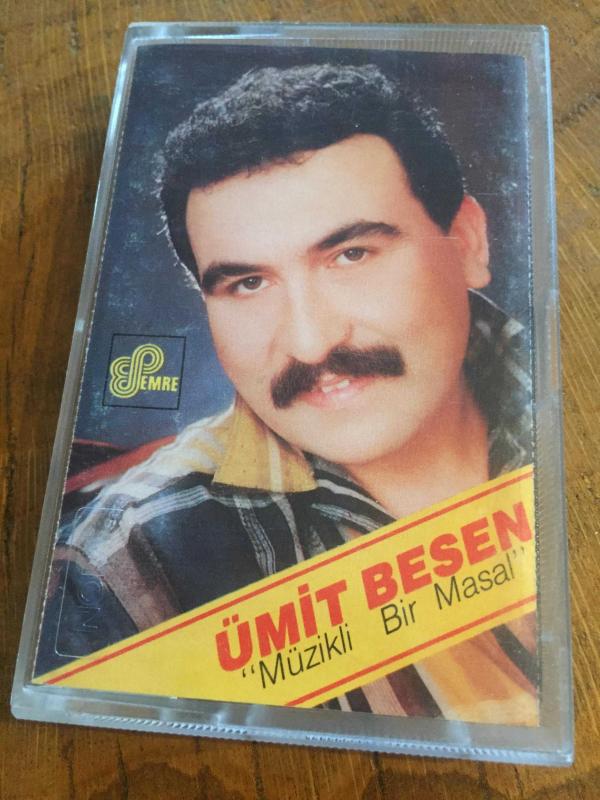 EMRE
ÜMİT BESEN
"Müzikli Bir Masal"